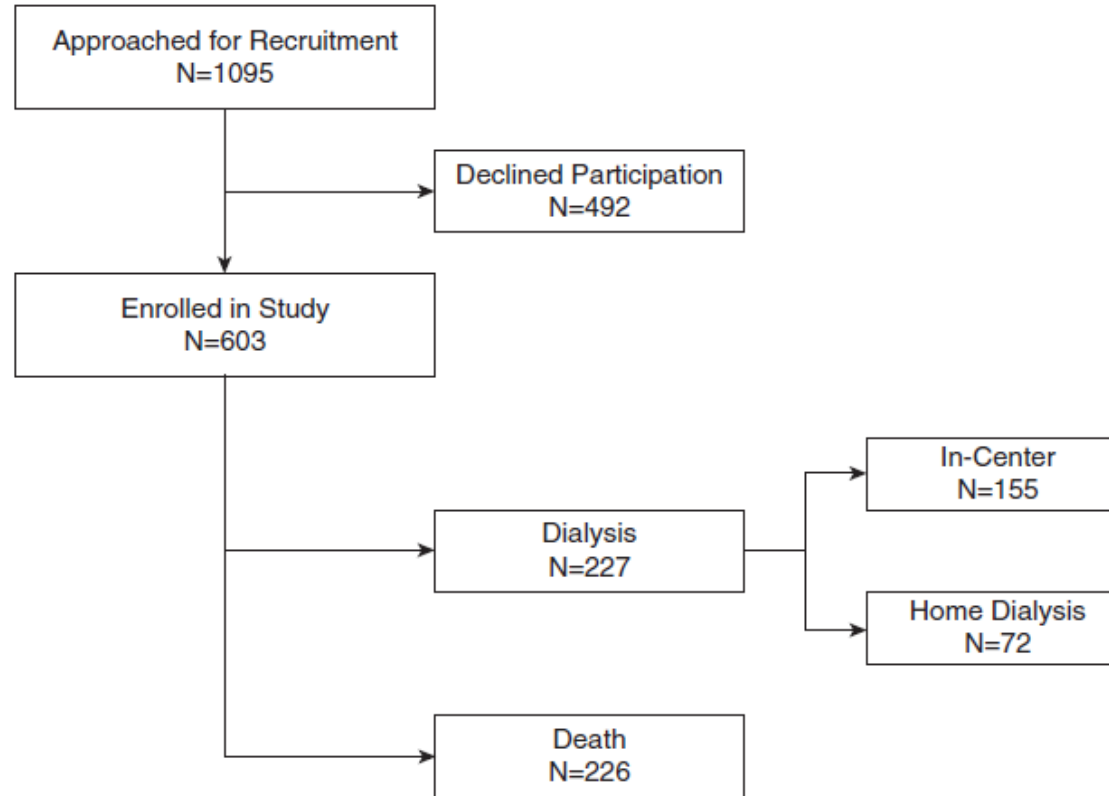 Approached for Recruitment
N=1095
Declined Participation
N=492
Enrolled in Study
N=603
In-Center
N=155
Dialysis
N=227
Home Dialysis
N=72
Death
N=226